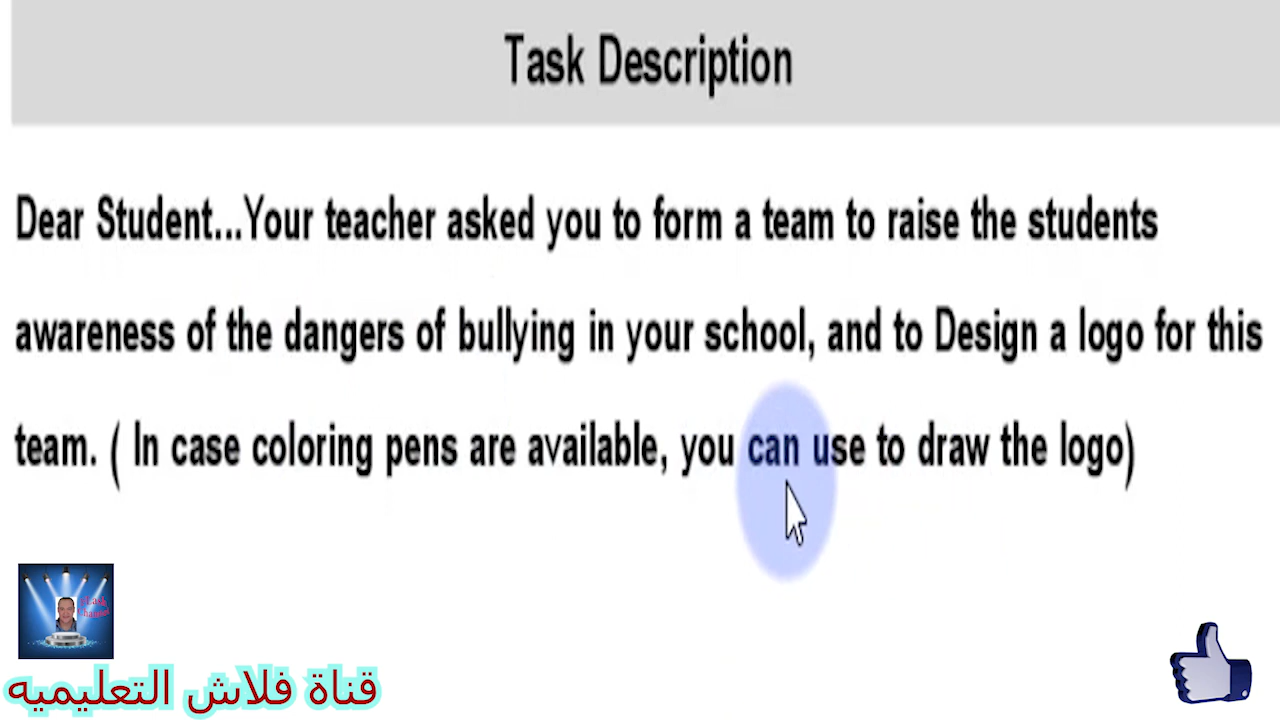 Task Description
Dear Student...Your teacher asked you to form a team to raise the students
awareness of the dangers of bullying in your school, and to Design a logo for this
team. ( In case coloring pens are available, you can use to draw the logo)
Flash
Channel
قناة فلاش التعليميه